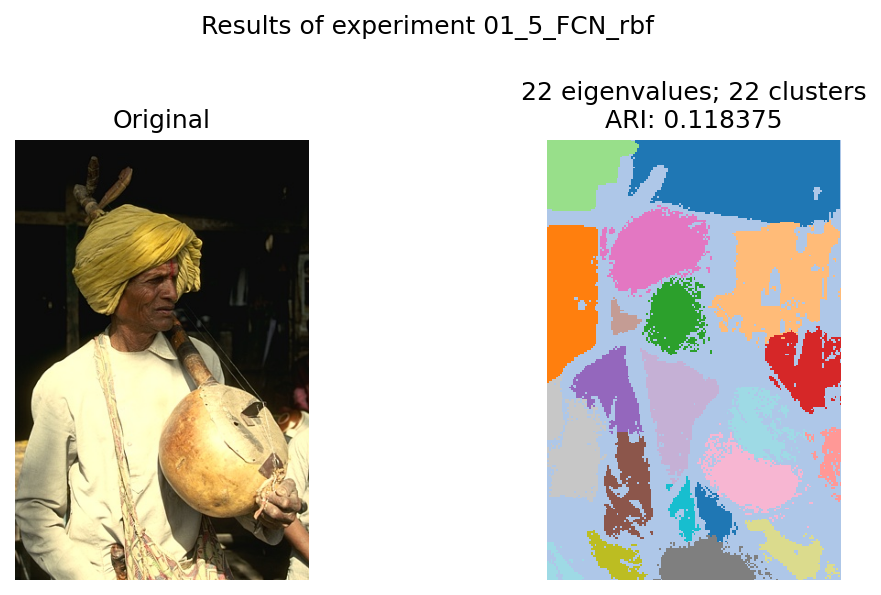 Results of experiment 01_5_FCN_rbf
Original
22 eigenvalues; 22 clusters
ARI: 0.118375